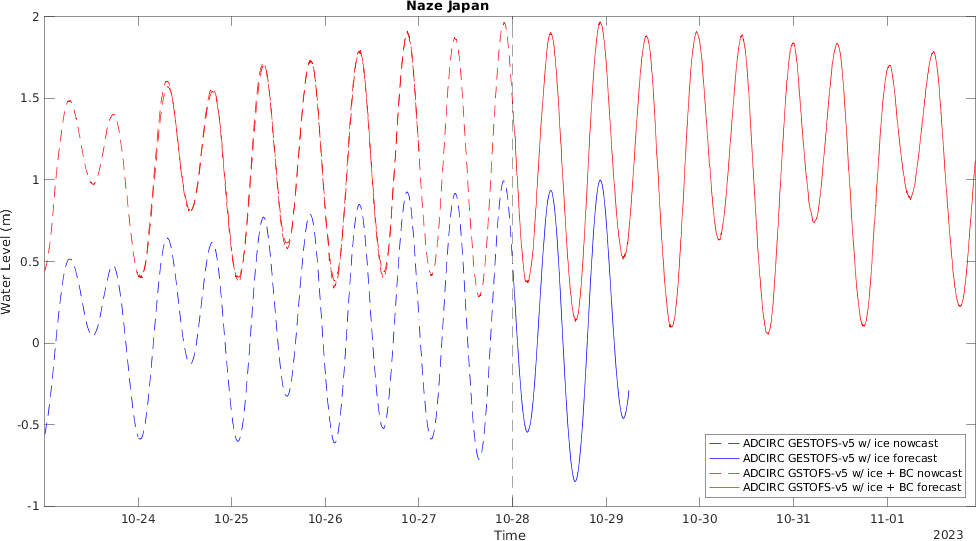 Naze Japan
Water Level (m)
2
1.5
1
0.5
0
-0.5
-1
ADCIRC GESTOFS-v5 w/ ice nowcast
ADCIRC GESTOFS-v5 w/ ice forecast
ADCIRC GSTOFS-v5 w/ ice + BC nowcast
ADCIRC GSTOFS-v5 w/ ice + BC forecast
10-24 10-25 10-26 10-27 10-28 10-29 10-30 10-31 11-01
Time
2023